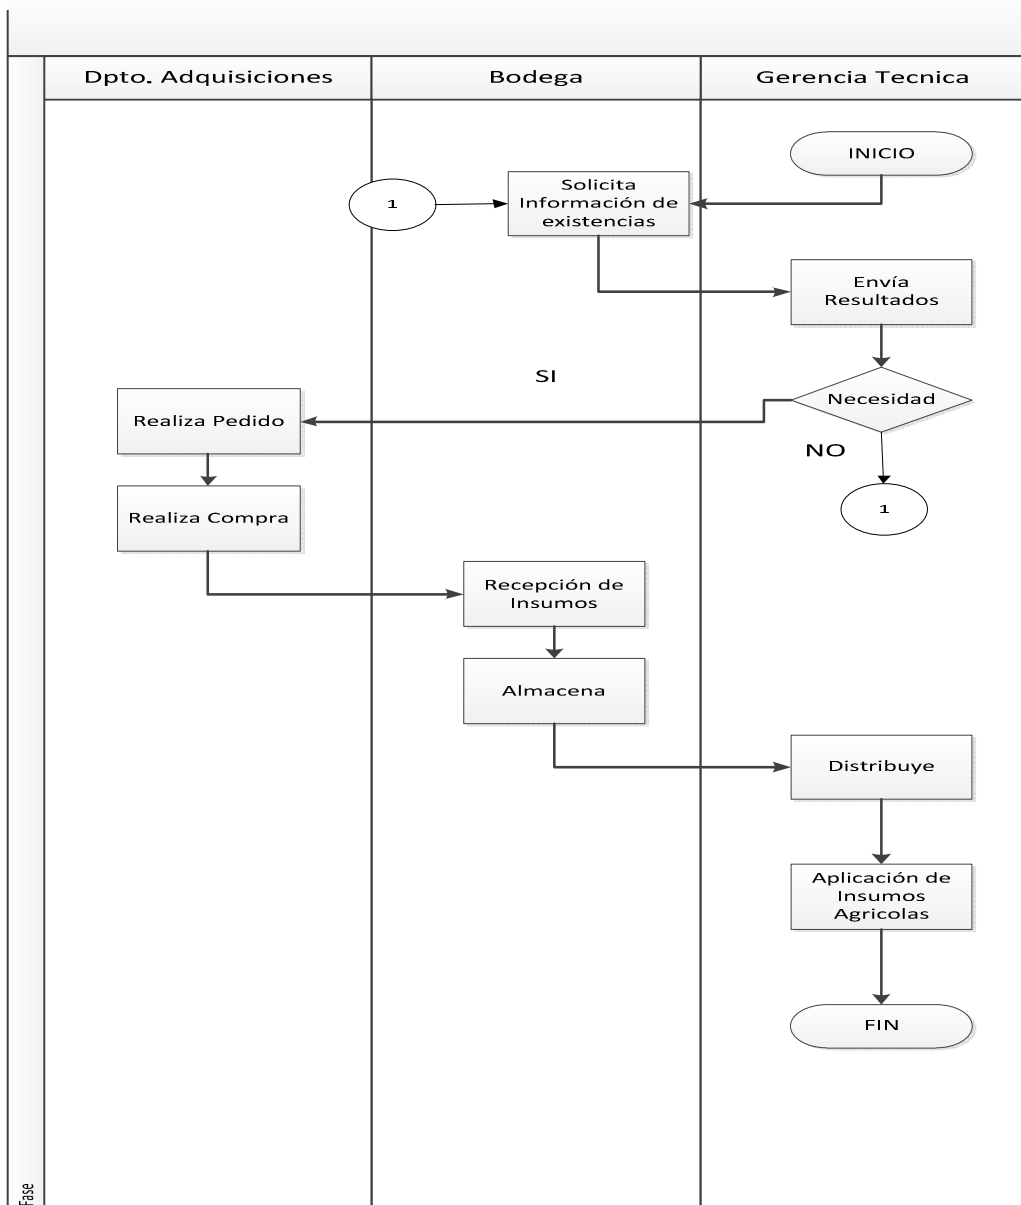 Dpto. Adquisiciones
Bodega
Gerencia Tecnica
INICIO
1
Solicita
Información de
existencias
Envía
Resultados
SI
Necesidad
Realiza Pedido
NO
1
Realiza Compra
Recepción de
Insumos
Almacena
Distribuye
Aplicación de
Insumos
Agricolas
FIN
Fase